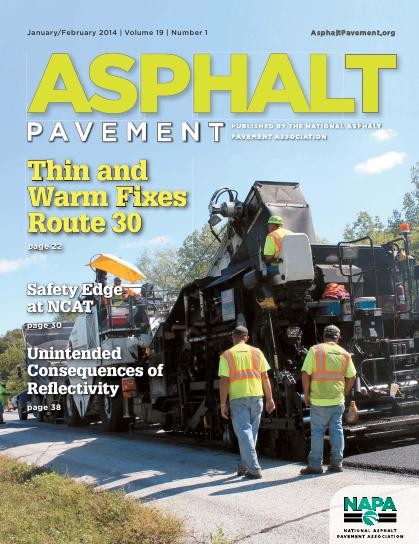 January/February 2014 | Volume 19 | Number 1
AsphaltPavement.org
ASPHALT
PAVEMENT
PUBLISHED BY THE NATIONAL ASPHALT
PAVEMENT ASSOCIATION
Thin and
Warm Fixes
Route 30
page 22
Safety Edge
at NCAT
page 30
Unintended
Consequences of
Reflectivity
page 38
NAPA
NATIONAL ASPHALT
PAVEMENT ASSOCIATION